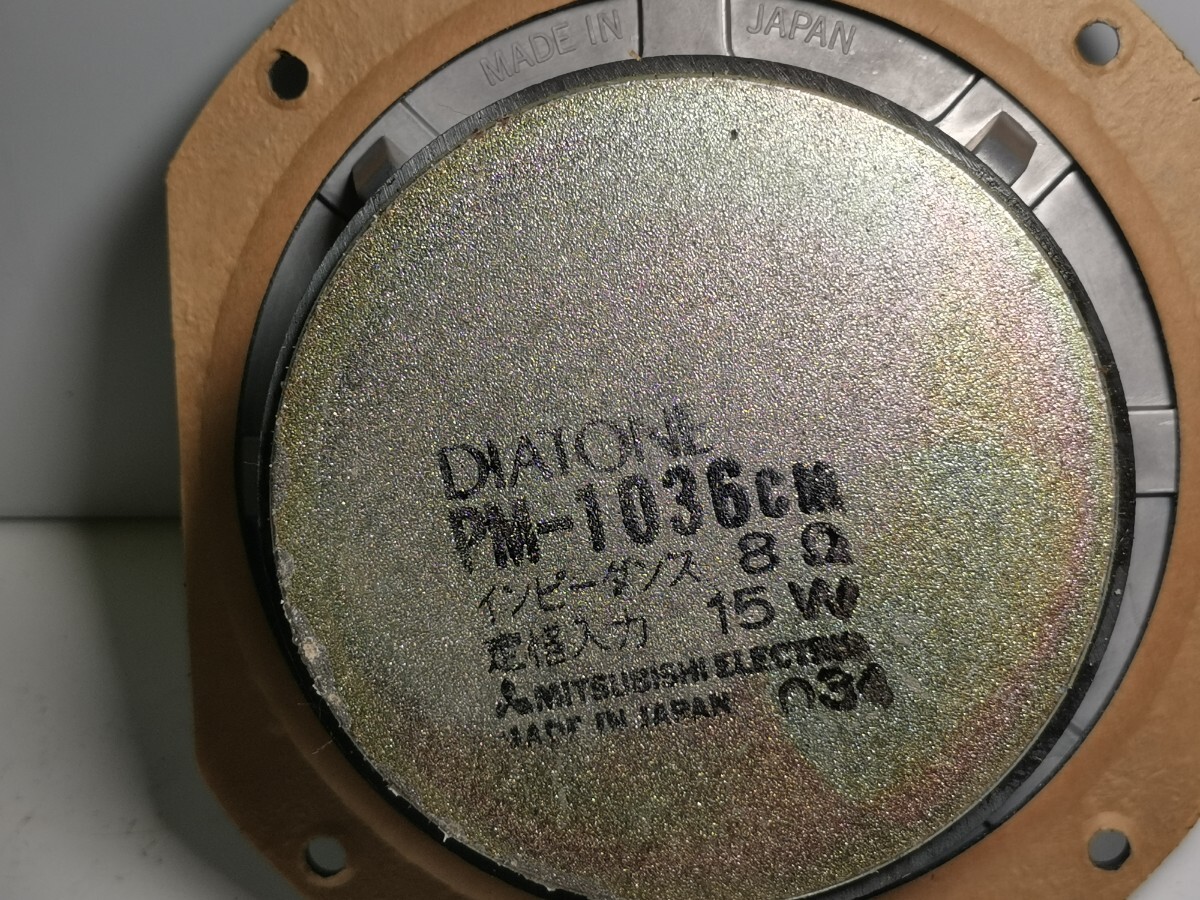 MADE IN JAPAN
DIATONE
PM-1036CM
インピーダンス 8Ω
定格入力 15W
MITSUBISHI ELECTRIC
MADE IN JAPAN